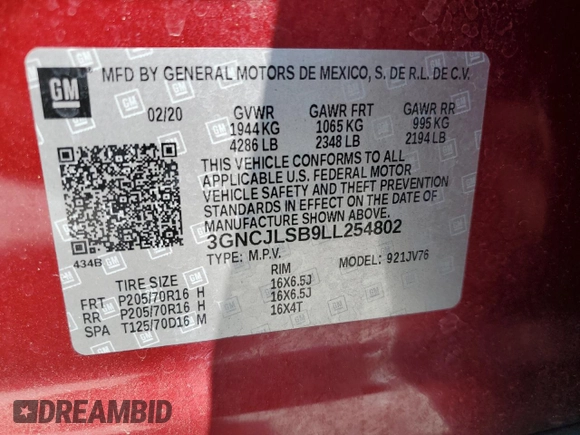 GM
MFD BY GENERAL MOTORS DE MEXICO, S. DE R.L. DE C.V.
02/20 GVWR GAWR FRT GAWR RR
1944 KG 1065 KG 995 KG
4286 LB 2348 LB 2194 LB
THIS VEHICLE CONFORMS TO ALL
APPLICABLE U.S. FEDERAL MOTOR
VEHICLE SAFETY AND THEFT PREVENTION
STANDARDS IN EFFECT ON THE DATE OF
MANUFACTURE SHOWN ABOVE.
3GNCJLSB9LL254802
434B TYPE: M.P.V. MODEL: 921JV76
TIRE SIZE RIM
FRT P205/70R16 H 16X6.5J
RR P205/70R16 H 16X6.5J
SPA T125/70D16 M 16X4T
DREAMBID